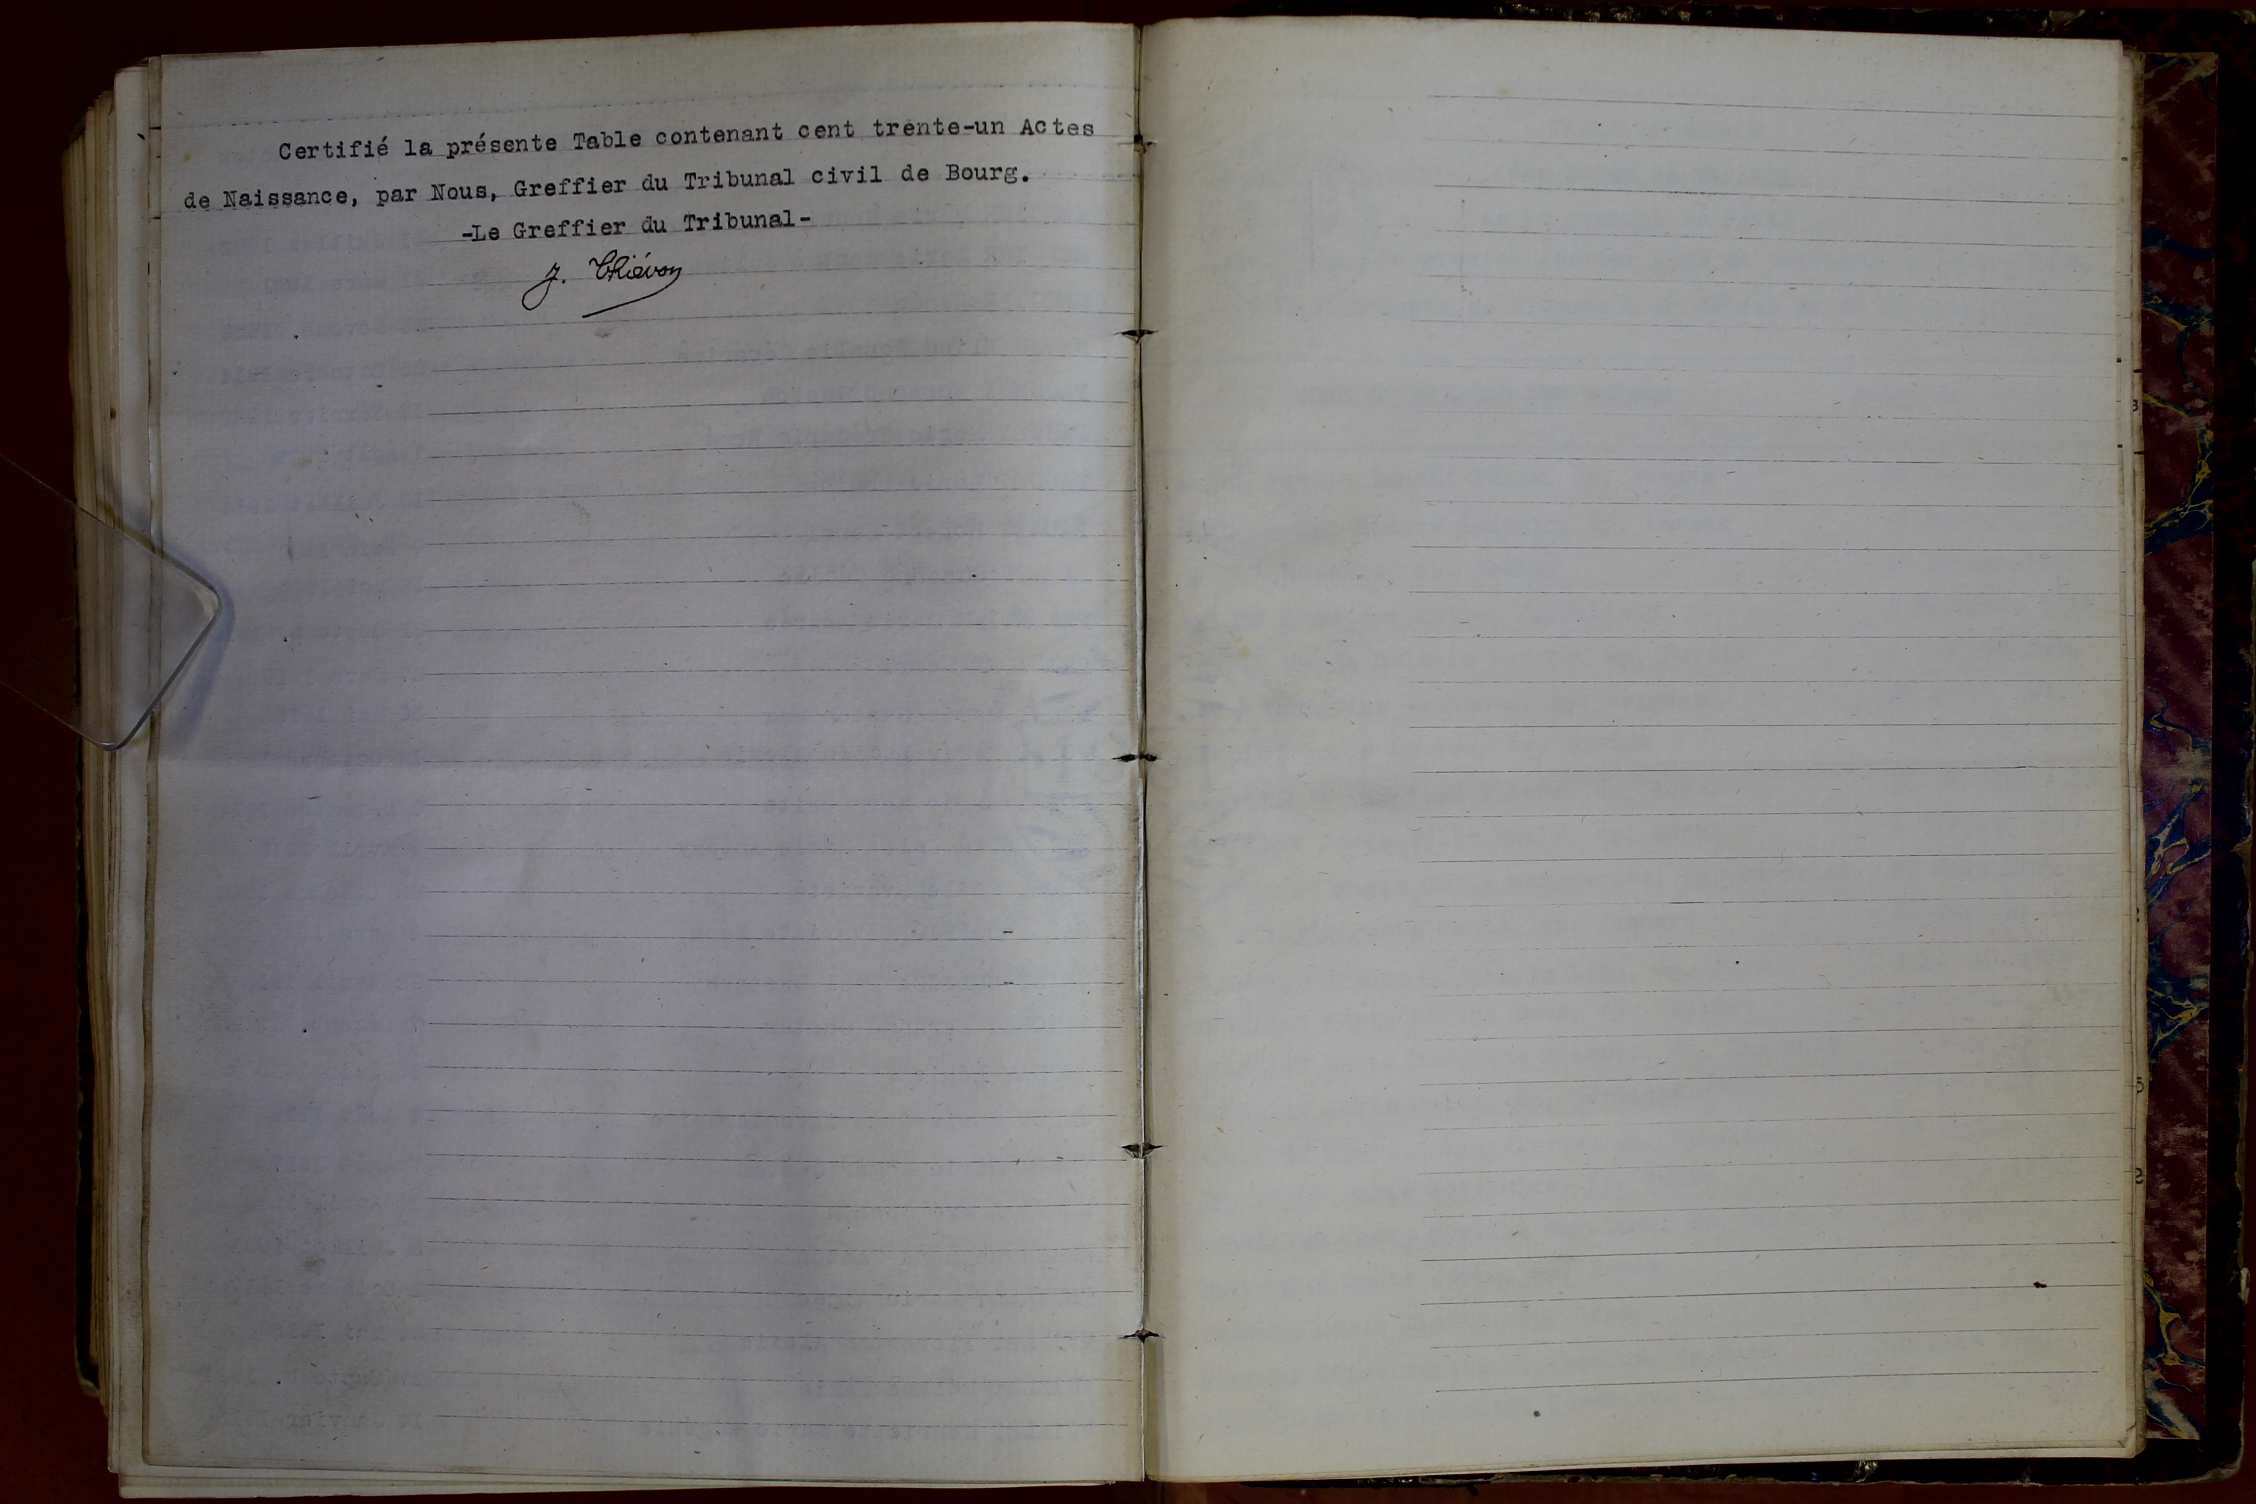 Certifié la présente Table contenant cent trente-un Actes
de Naissance, par Nous, Greffier du Tribunal civil de Bourg.
-Le Greffier du Tribunal-
J. Thiévon